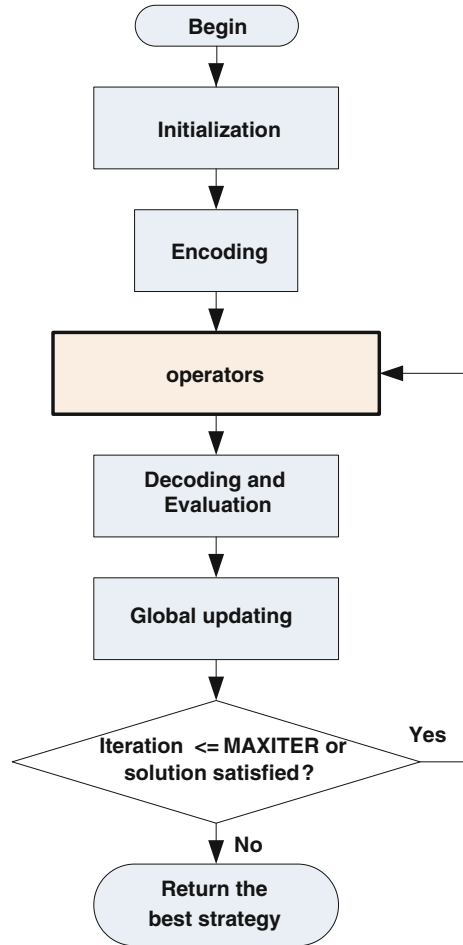 Begin
Initialization
Encoding
operators
Decoding and
Evaluation
Global updating
Iteration <= MAXITER or
solution satisfied?
Yes
No
Return the
best strategy